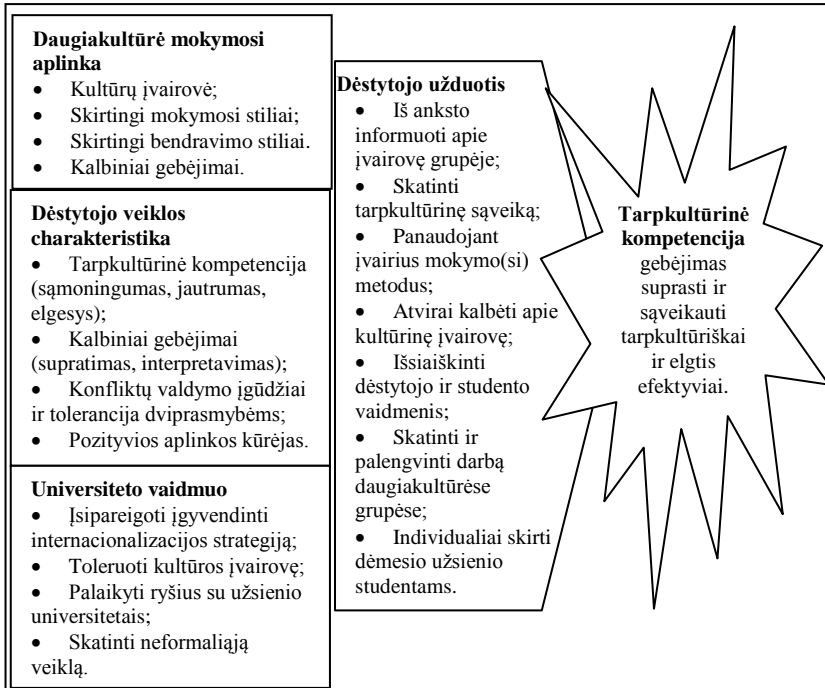 Daugiakultūrė mokymosi
aplinka
• Kultūrų įvairovė;
• Skirtingi mokymosi stiliai;
• Skirtingi bendravimo stiliai.
• Kalbiniai gebėjimai.
Dėstytojo veiklos
charakteristika
• Tarpkultūrinė kompetencija
(sąmoningumas, jautrumas,
elgesys);
• Kalbiniai gebėjimai
(supratimas, interpretavimas);
• Konfliktų valdymo įgūdžiai
ir tolerancija dviprasmybėms;
• Pozityvios aplinkos kūrėjas.
Universiteto vaidmuo
• Įsipareigoti įgyvendinti
internacionalizacijos strategiją;
• Toleruoti kultūros įvairovę;
• Palaikyti ryšius su užsienio
universitetais;
• Skatinti neformaliąją
veiklą.
Dėstytojo užduotis
• Iš anksto
informuoti apie
įvairovę grupėje;
• Skatinti
tarpkultūrinę sąveiką;
• Panaudojant
įvairius mokymo(si)
metodus;
• Atvirai kalbėti apie
kultūrinę įvairovę;
• Išsiaiškinti
dėstytojo ir studento
vaidmenis;
• Skatinti ir
palengvinti darbą
daugiakultūrėse
grupėse;
• Individualiai skirti
dėmesio užsienio
studentams.
Tarpkultūrinė
kompetencija
gebėjimas
suprasti ir
sąveikauti
tarpkultūriškai
ir elgtis
efektyviai.